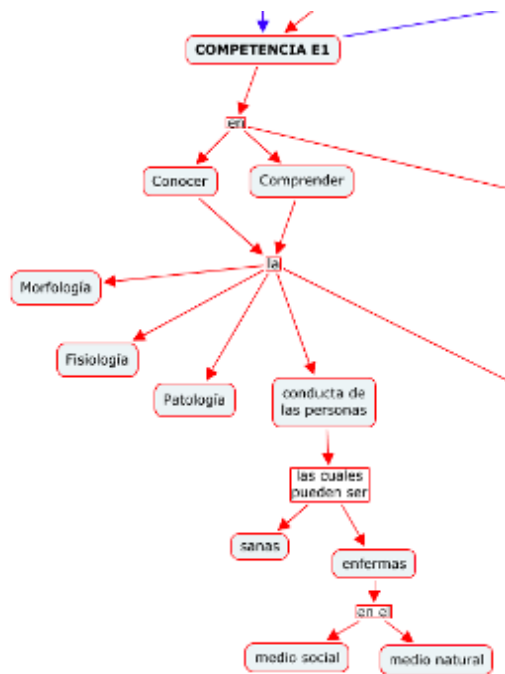 COMPETENCIA E1
en
Conocer
Comprender
la
Morfología
Fisiología
Patología
conducta de
las personas
las cuales
pueden ser
sanas
enfermas
en el
medio social
medio natural